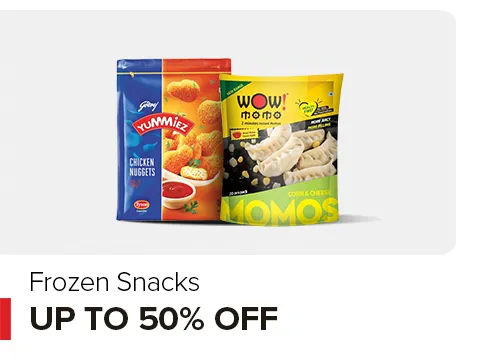 Godrej
YUMMIEZ
CHICKEN
NUGGETS
WOW!
MOMO
CORN & CHEESE
MOMOS
Frozen Snacks
UP TO 50% OFF